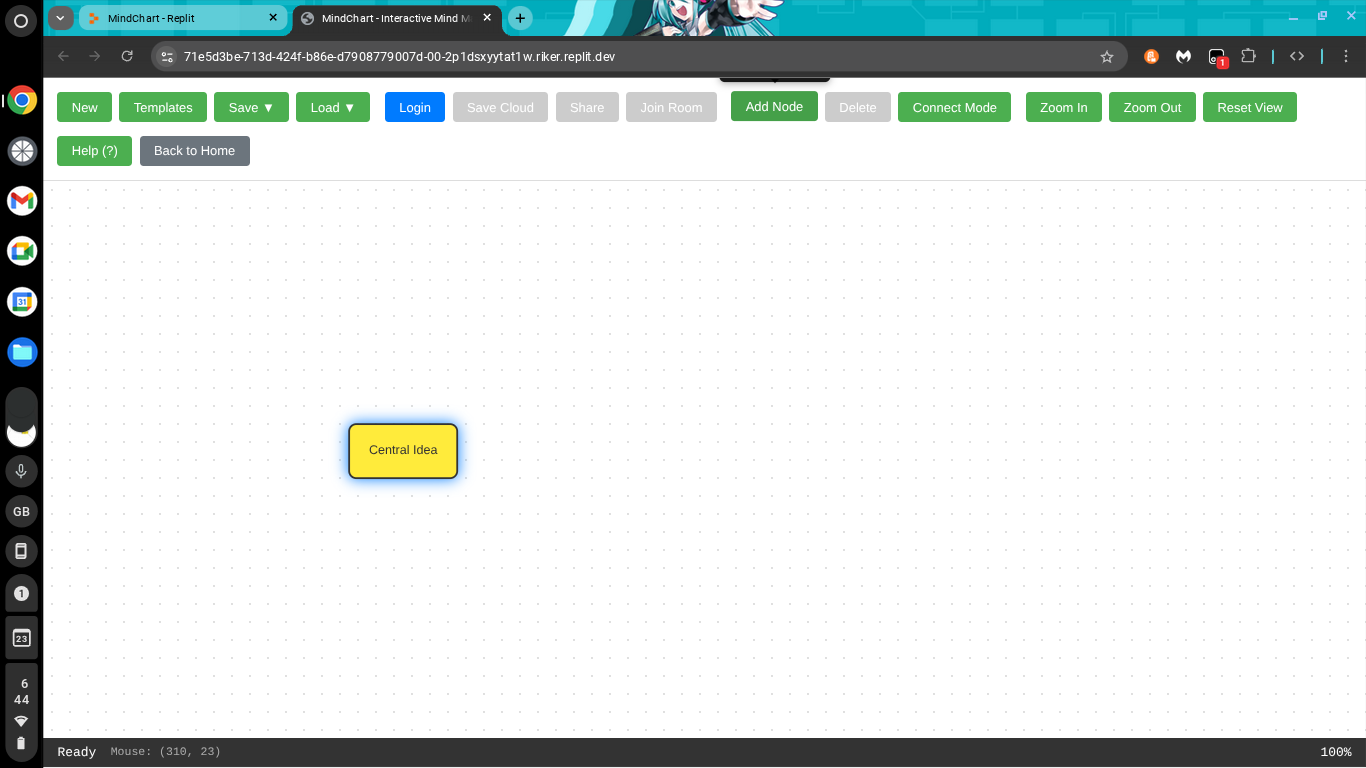 MindChart - Replit
MindChart - Interactive Mind M
71e5d3be-713d-424f-b86e-d7908779007d-00-2p1dsxyytat1w.riker.replit.dev
1
New
Templates
Save ▼
Load ▼
Login
Save Cloud
Share
Join Room
Add Node
Delete
Connect Mode
Zoom In
Zoom Out
Reset View
Help (?)
Back to Home
31
Central Idea
GB
1
23
6
44
Ready
Mouse: (310, 23)
100%